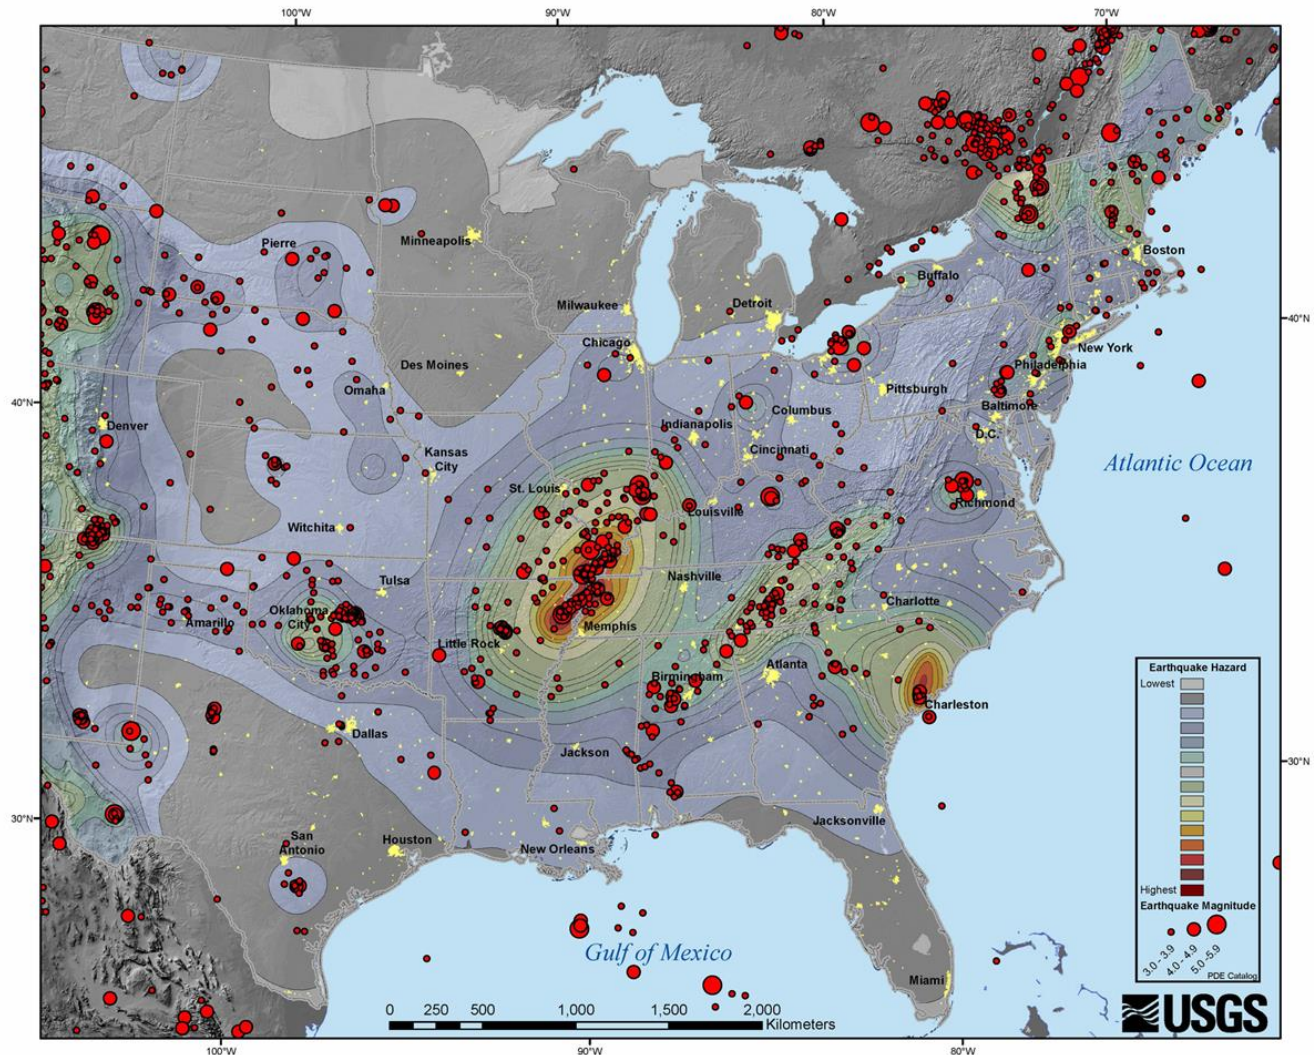 100°W
90°W
80°W
70°W
Minneapolis
Pierre
Boston
Buffalo
Milwaukee
Detroit
40°N
Chicago
New York
Des Moines
Philadelphia
Omaha
Pittsburgh
40°N
Columbus
Baltimore
Denver
Indianapolis
D.C.
Cincinnati
Kansas
City
Atlantic Ocean
St. Louis
Richmond
Louisville
Witchita
Tulsa
Nashville
Charlotte
Oklahoma
City
Amarillo
Memphis
Little Rock
Atlanta
Birmingham
Charleston
Dallas
Jackson
30°N
Jacksonville
30°N
San
Antonio
Houston
New Orleans
Gulf of Mexico
Miami
Earthquake Hazard
Lowest
Highest
Earthquake Magnitude
3.0 - 3.9
4.0 - 4.9
5.0 -5.9
PDE Catalog
0 250 500 1,000 1,500 2,000
Kilometers
USGS
100°W
90°W
80°W